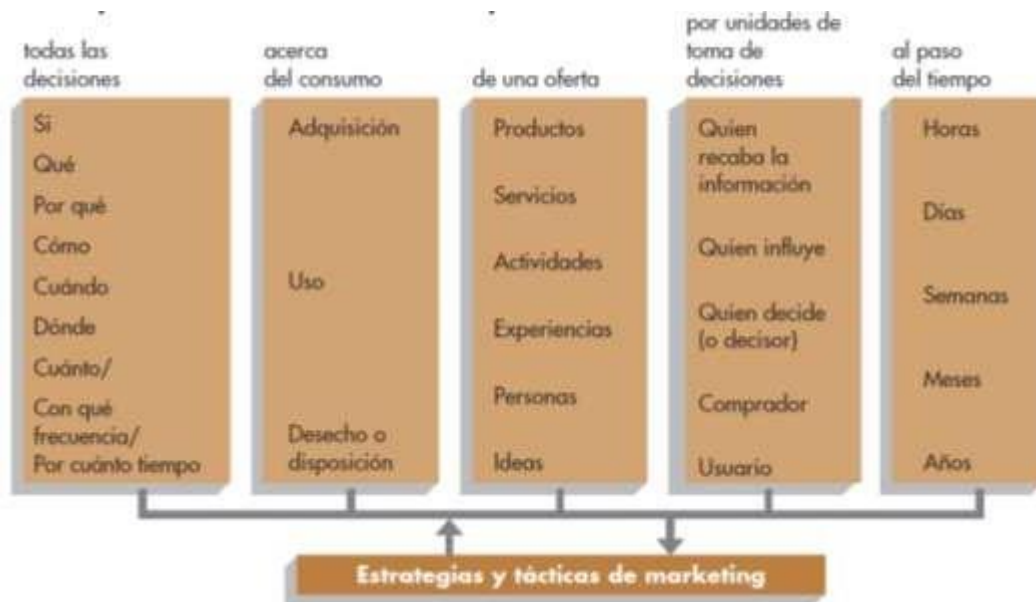 todas las
decisiones
Si
Qué
Por qué
Cómo
Cuándo
Dónde
Cuánto/
Con qué
frecuencia/
Por cuánto tiempo
acerca
del consumo
Adquisición
Uso
Desecho o
disposición
de una oferta
Productos
Servicios
Actividades
Experiencias
Personas
Ideas
por unidades de
toma de
decisiones
Quien
recaba la
información
Quien influye
Quien decide
(o decisor)
Comprador
Usuario
al paso
del tiempo
Horas
Días
Semanas
Meses
Años
Estrategias y tácticas de marketing